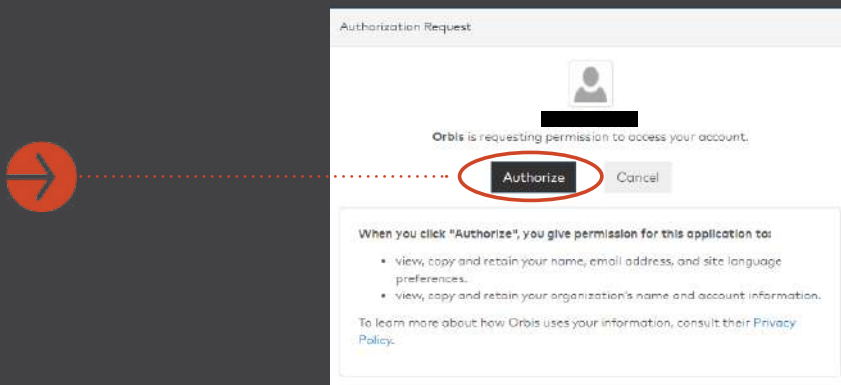 Authorization Request
Orbis is requesting permission to access your account.
Authorize
Cancel
When you click "Authorize", you give permission for this application to:
• view, copy and retain your name, email address, and site language
preferences.
• view, copy and retain your organization's name and account information.
To learn more about how Orbis uses your information, consult their Privacy
Policy.